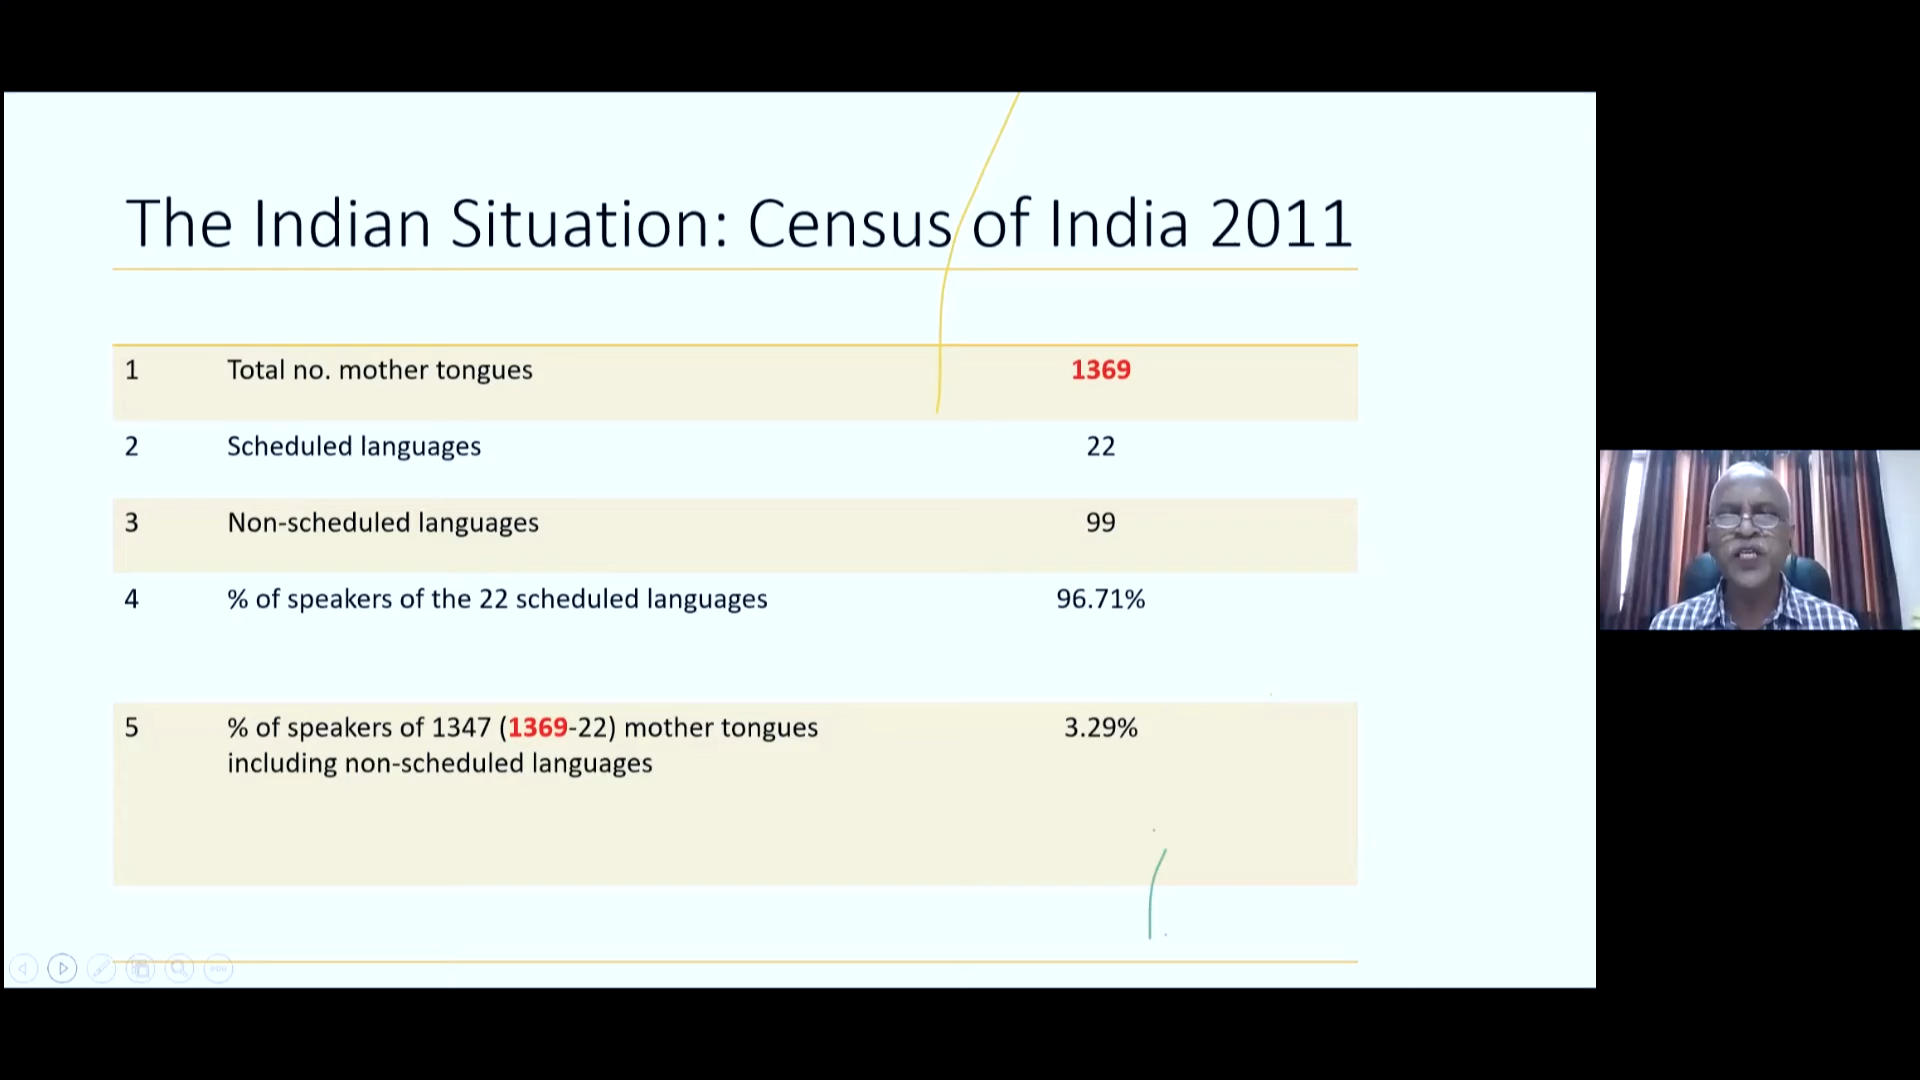 The Indian Situation: Census of India 2011
1 Total no. mother tongues 1369
2 Scheduled languages 22
3 Non-scheduled languages 99
4 % of speakers of the 22 scheduled languages 96.71%
5 % of speakers of 1347 (1369-22) mother tongues 3.29%
including non-scheduled languages